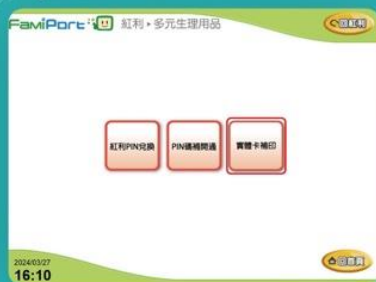 FamiPort 紅利▸多元生理用品
回紅利
紅利PIN兌換
PIN碼補開通
實體卡補印
2024/03/27
16:10
回首頁